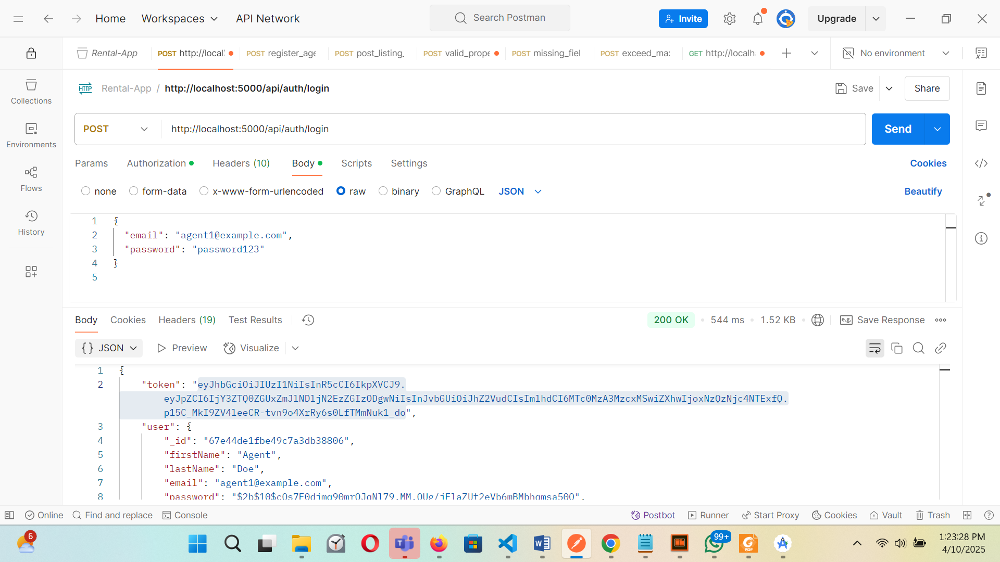 Home Workspaces API Network Search Postman Invite Upgrade
Rental-App POST http://local POST register_age POST post_listing_ POST valid_prope POST missing_fiel POST exceed_ma GET http://localh No environment
HTTP Rental-App / http://localhost:5000/api/auth/login Save Share
Collections
Environments
Flows
History
POST http://localhost:5000/api/auth/login Send
Params Authorization Headers (10) Body Scripts Settings Cookies
none form-data x-www-form-urlencoded raw binary GraphQL JSON Beautify
1 {
2 "email": "agent1@example.com",
3 "password": "password123"
4 }
5
Body Cookies Headers (19) Test Results 200 OK 544 ms 1.52 KB e.g. Save Response
{} JSON Preview Visualize
1 {
2 "token": "eyJhbGciOiJIUzI1NiIsInR5cCI6IkpXVCJ9.
eyJpZCI6IjY3ZTQ0ZGUxZmJlNDljN2EzZGIzODgwNiIsInJvbGUiOiJhZ2VudCIsImlhdCI6MTc0MzA3MzcxMSwiZXhwIjoxNzQzNjc4NTExfQ.
p15C_MkI9ZV4leeCR-tvn9o4XrRy6s0LfTMmNuk1_do",
3 "user": {
4 "_id": "67e44de1fbe49c7a3db38806",
5 "firstName": "Agent",
6 "lastName": "Doe",
7 "email": "agent1@example.com",
8 "password":
Online Find and replace Console Postbot Runner Start Proxy Cookies Vault Trash
6 99+ PDF 1:23:28 PM
4/10/2025